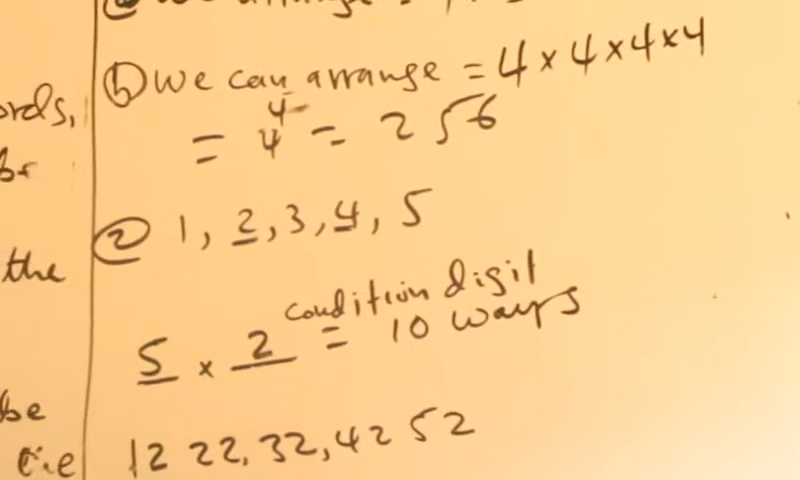 ords,
be
the
be
i.e
(b) we can arrange = 4 × 4 × 4 × 4
= 4^4 = 256
(2) 1, 2, 3, 4, 5
condition digit
5 × 2 = 10 ways
12 22, 32, 42 52